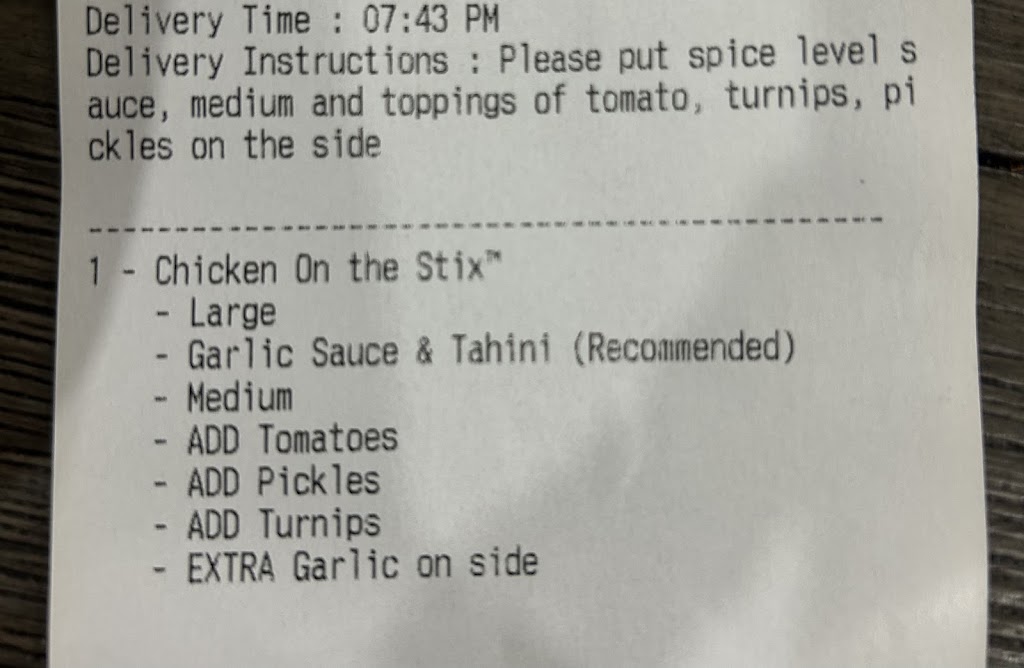 Delivery Time : 07:43 PM
Delivery Instructions : Please put spice level s
auce, medium and toppings of tomato, turnips, pi
ckles on the side
------------------------------------------------
1 - Chicken On the Stix™
- Large
- Garlic Sauce & Tahini (Recommended)
- Medium
- ADD Tomatoes
- ADD Pickles
- ADD Turnips
- EXTRA Garlic on side